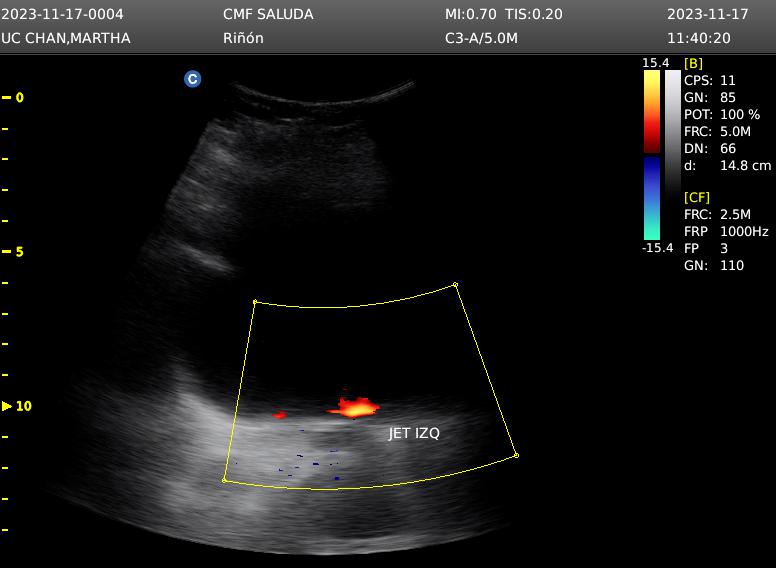 2023-11-17-0004 CMF SALUDA MI:0.70 TIS:0.20 2023-11-17
UC CHAN,MARTHA Riñón C3-A/5.0M 11:40:20
C
0
5
10
15.4
-15.4
[B]
CPS: 11
GN: 85
POT: 100 %
FRC: 5.0M
DN: 66
d: 14.8 cm
[CF]
FRC: 2.5M
FRP 1000Hz
FP 3
GN: 110
JET IZQ